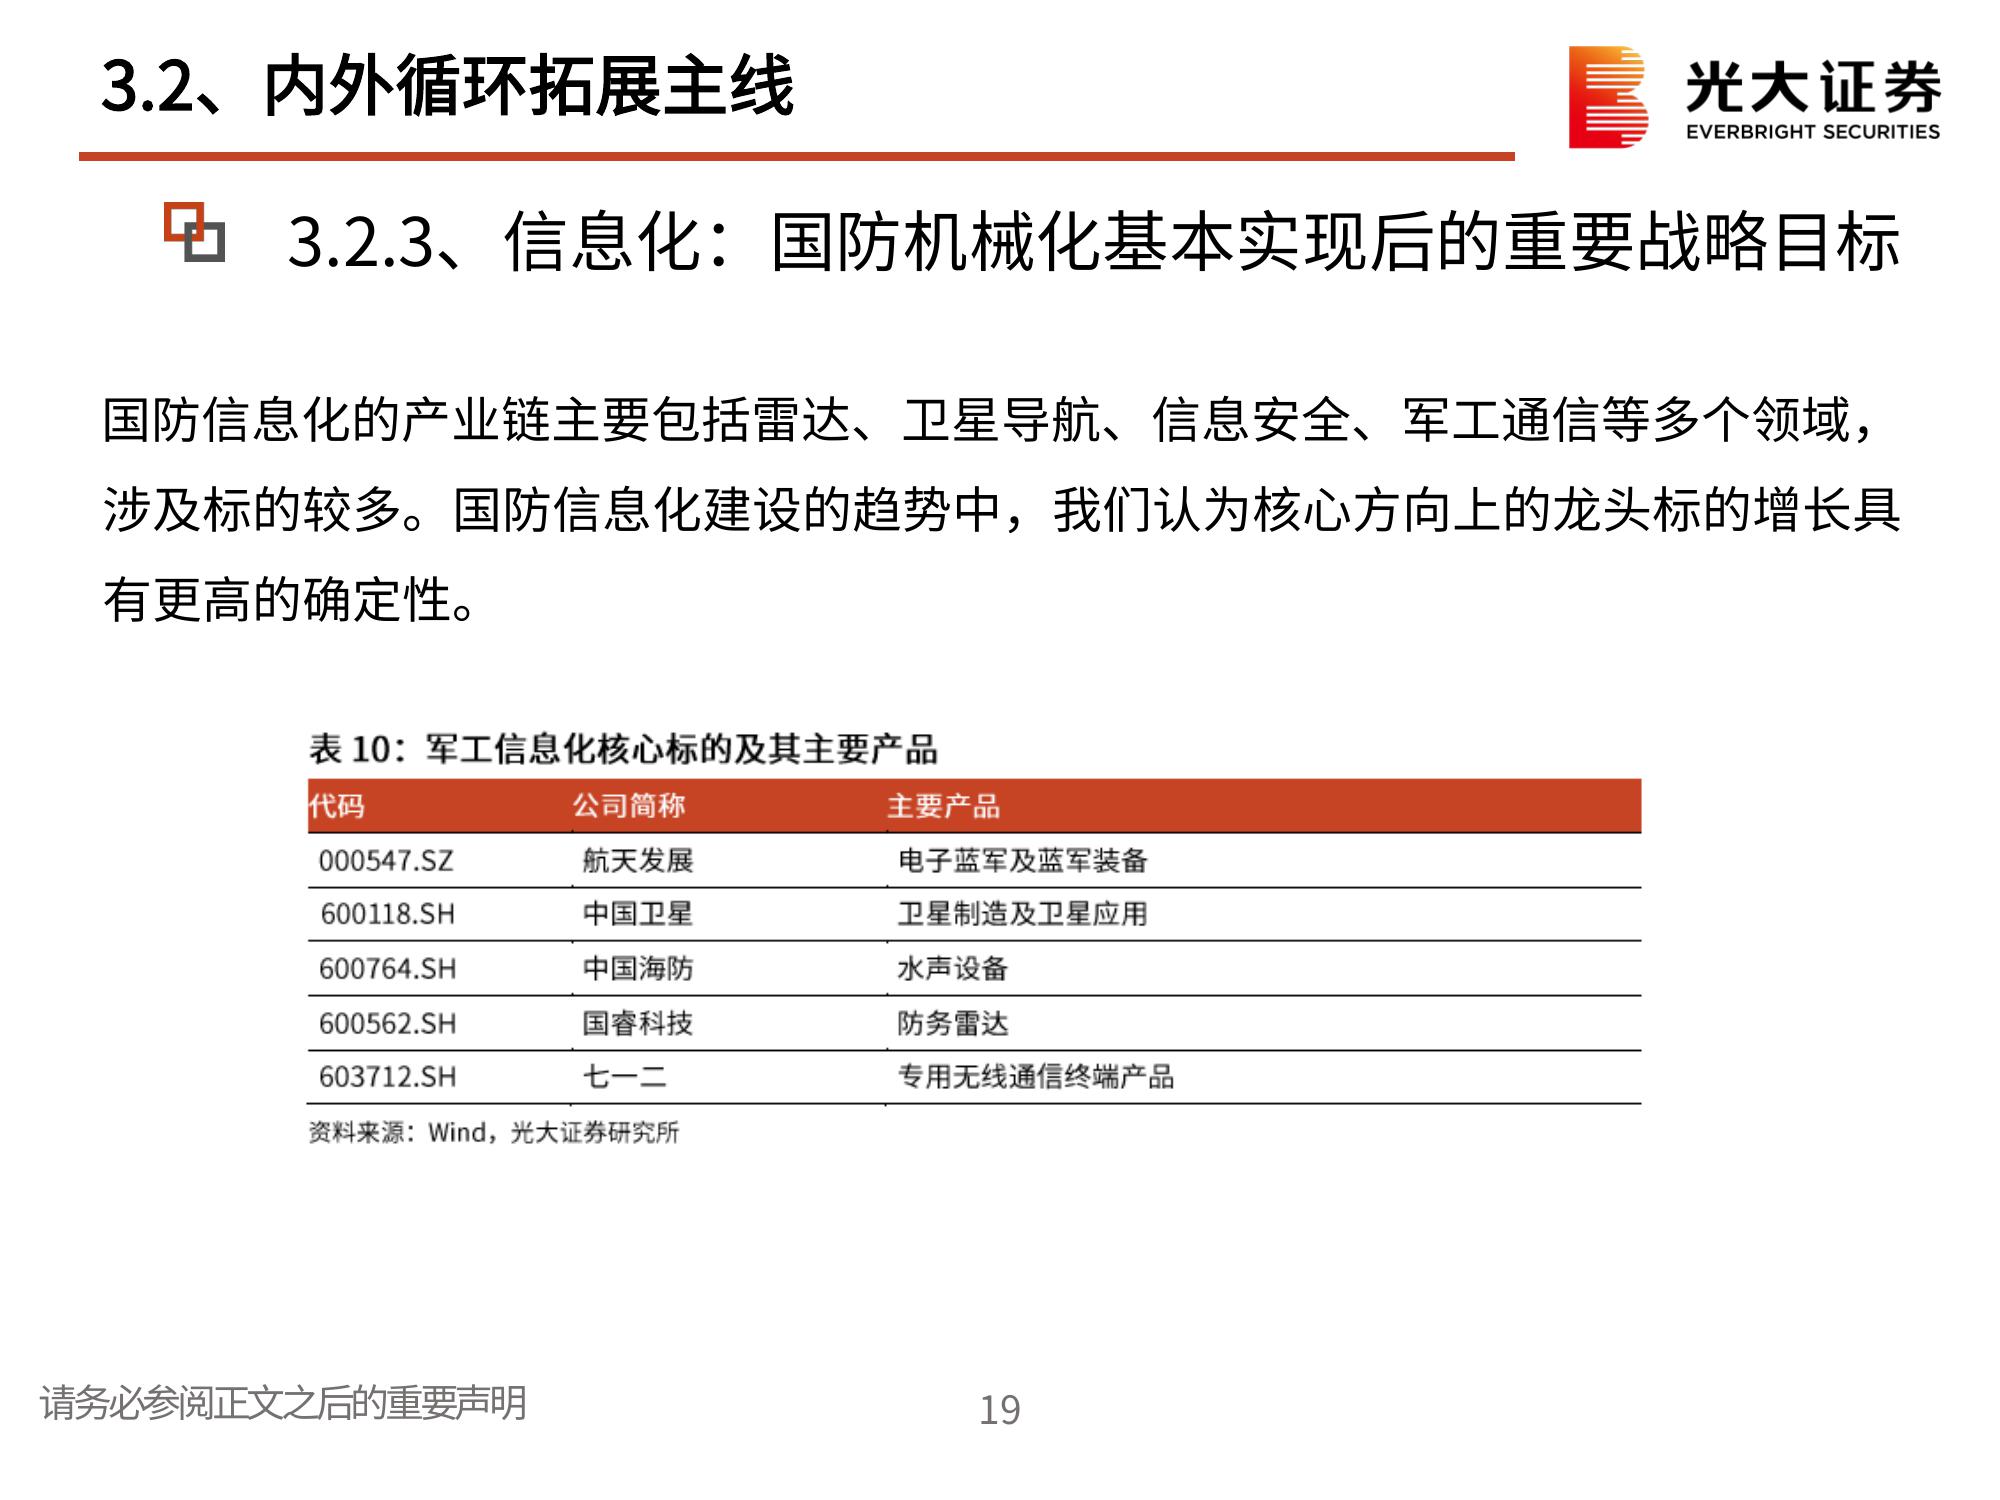 3.2、内外循环拓展主线
光大证券
EVERBRIGHT SECURITIES
3.2.3、信息化：国防机械化基本实现后的重要战略目标
国防信息化的产业链主要包括雷达、卫星导航、信息安全、军工通信等多个领域，
涉及标的较多。国防信息化建设的趋势中，我们认为核心方向上的龙头标的增长具
有更高的确定性。
表 10：军工信息化核心标的及其主要产品
代码 公司简称 主要产品
000547.SZ 航天发展 电子蓝军及蓝军装备
600118.SH 中国卫星 卫星制造及卫星应用
600764.SH 中国海防 水声设备
600562.SH 国睿科技 防务雷达
603712.SH 七一二 专用无线通信终端产品
资料来源：Wind，光大证券研究所
请务必参阅正文之后的重要声明
19